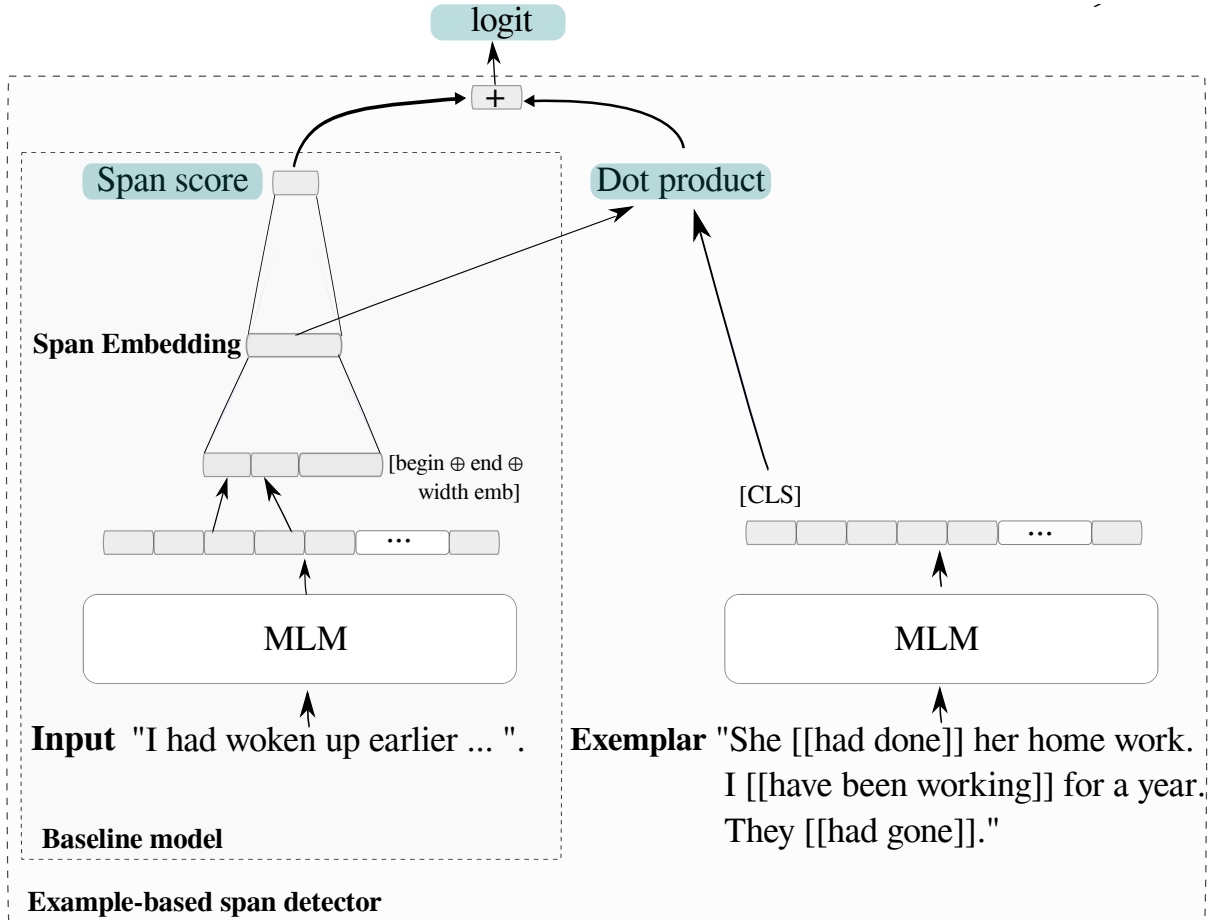 logit
+
Span score
Dot product
Span Embedding
[begin ⊕ end ⊕
width emb]
[CLS]
...
...
MLM
MLM
Input "I had woken up earlier ... ".
Exemplar "She [[had done]] her home work.
I [[have been working]] for a year.
They [[had gone]]."
Baseline model
Example-based span detector